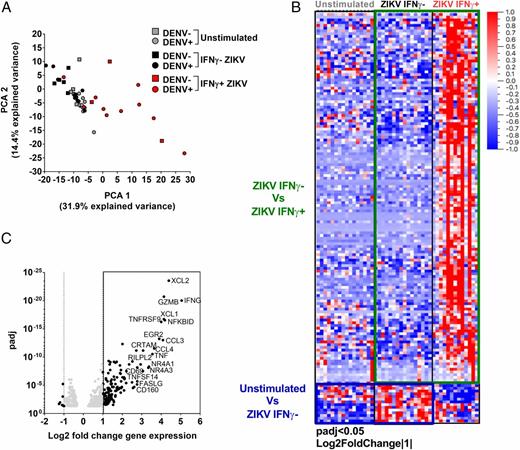 A
DENV-
DENV+
Unstimulated
DENV-
DENV+
IFNγ- ZIKV
DENV-
DENV+
IFNγ+ ZIKV
20
15
10
5
0
-5
-10
-15
-20
-25
-30
PCA 2
(14.4% explained variance)
-20 -15 -10 -5 0 5 10 15 20 25 30
PCA 1
(31.9% explained variance)
B
Unstimulated
ZIKV IFNγ-
ZIKV IFNγ+
1.0
0.9
0.8
0.7
0.6
0.5
0.4
0.3
0.2
0.1
0.0
-0.1
-0.2
-0.3
-0.4
-0.5
-0.6
-0.7
-0.8
-0.9
-1.0
ZIKV IFNγ-
Vs
ZIKV IFNγ+
Unstimulated
Vs
ZIKV IFNγ-
padj<0.05
Log2FoldChange|1|
C
10-25
10-20
10-15
10-10
10-5
100
padj
XCL2
GZMB
IFNG
XCL1
TNFRSF9
NFKBID
EGR2
CCL3
CRTAM
CCL4
TNF
RILPL2
NR4A1
CD69
NR4A3
TNFSF14
FASLG
CD160
-2 -1 0 1 2 3 4 5 6
Log2 fold change gene expression